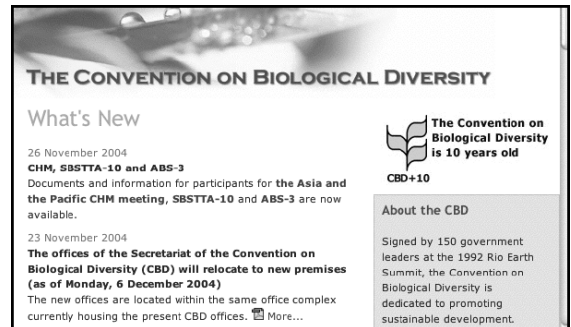 THE CONVENTION ON BIOLOGICAL DIVERSITY
What's New
26 November 2004
CHM, SBSTTA-10 and ABS-3
Documents and information for participants for the Asia and
the Pacific CHM meeting, SBSTTA-10 and ABS-3 are now
available.
23 November 2004
The offices of the Secretariat of the Convention on
Biological Diversity (CBD) will relocate to new premises
(as of Monday, 6 December 2004)
The new offices are located within the same office complex
currently housing the present CBD offices. More...
The Convention on
Biological Diversity
is 10 years old
CBD+10
About the CBD
Signed by 150 government
leaders at the 1992 Rio Earth
Summit, the Convention on
Biological Diversity is
dedicated to promoting
sustainable development.